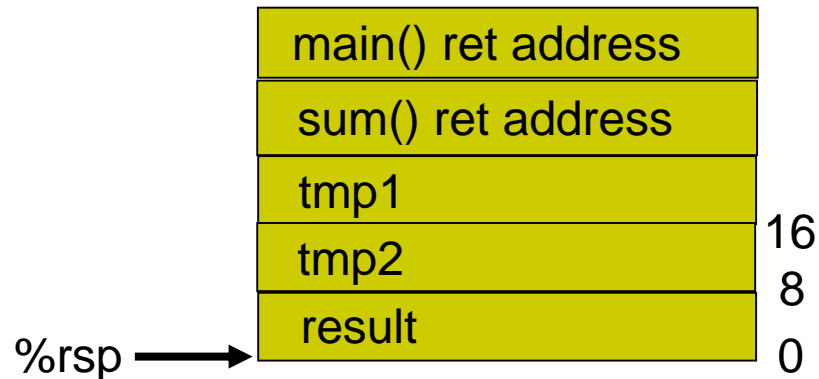 main() ret address
sum() ret address
tmp1
16
tmp2
8
result
%rsp
0